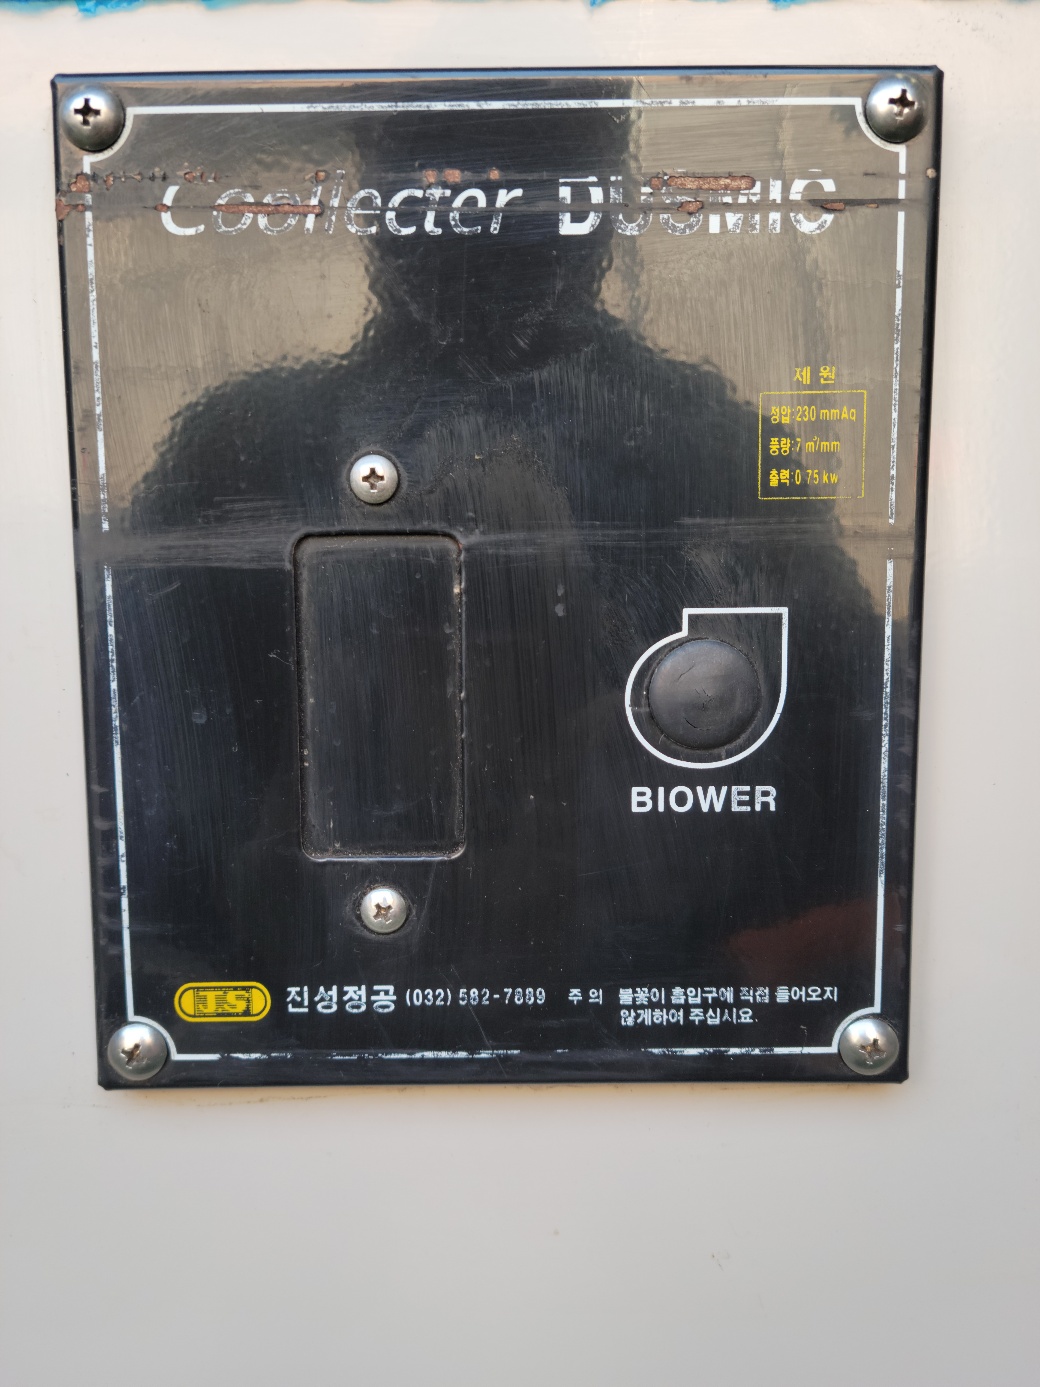 Coollecter DUSMIC
제 원
정압:230 mmAq
풍량:7 m³/mm
출력:0.75 kw
BIOWER
JS 진성정공 (032) 582-7889 주 의 불꽃이 흡입구에 직접 들어오지
않게하여 주십시요.